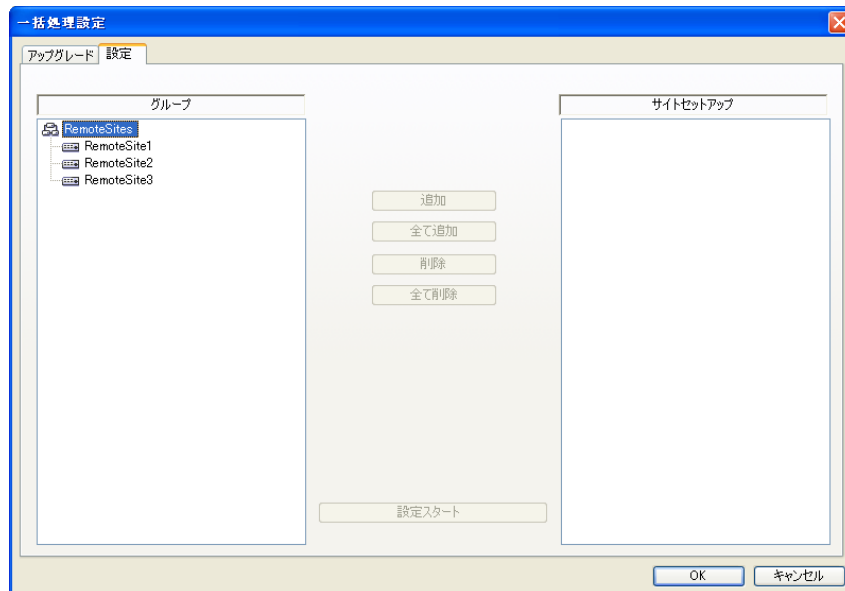 一括処理設定
アップグレード 設定
グループ
サイトセットアップ
RemoteSites
RemoteSite1
RemoteSite2
RemoteSite3
追加
全て追加
削除
全て削除
設定スタート
OK キャンセル